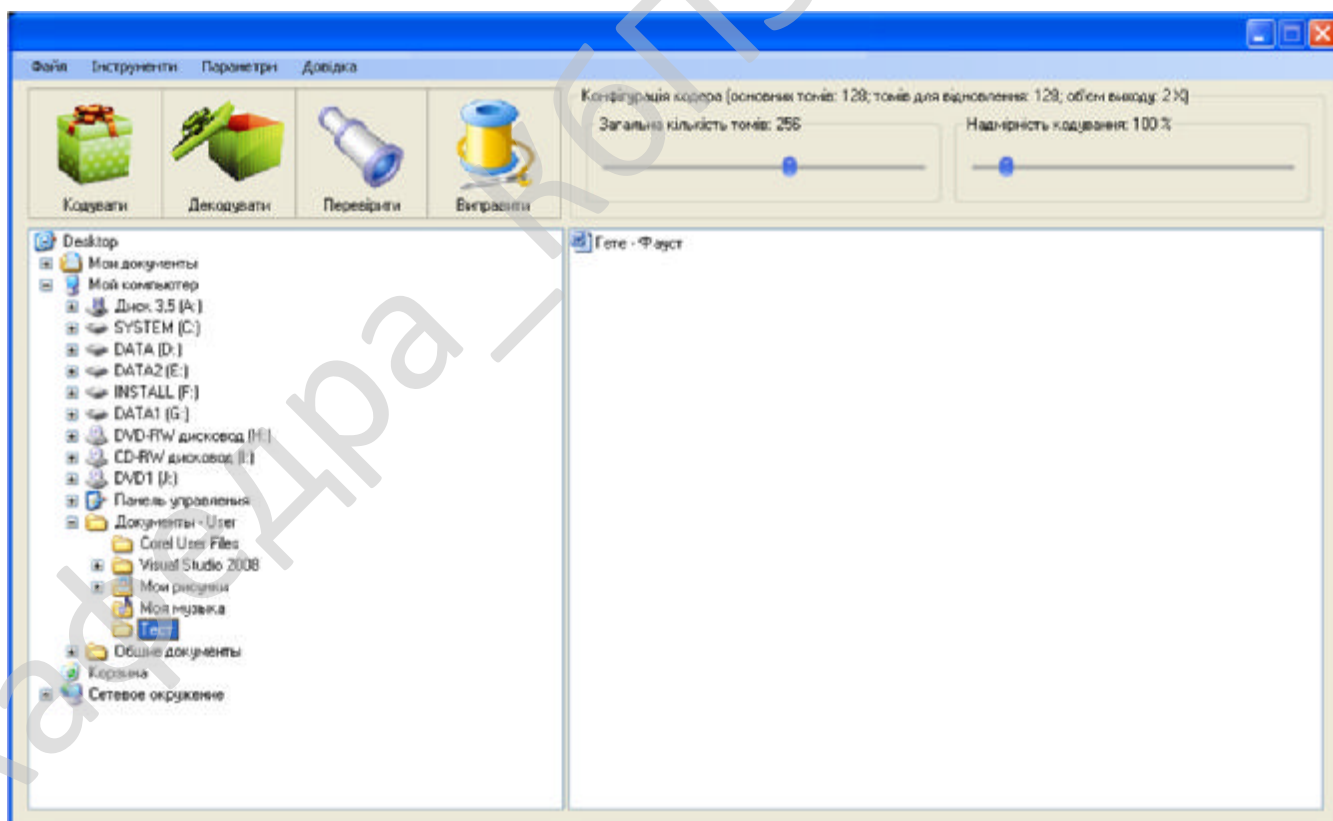 Файл Інструменти Параметри Довідка
Кодувати Декодувати Перевірити Виправити
Конфігурація кодера (основних томів: 128; томів для відновлення: 128; об'єм виходу: 2 X)
Загальна кількість томів: 256
Надмірність кодування: 100 %
Desktop
Мои документы
Мой компьютер
Диск 3,5 (A:)
SYSTEM (C:)
DATA (D:)
DATA2 (E:)
INSTALL (F:)
DATA1 (G:)
DVD-RW дисковод (H:)
CD-RW дисковод (I:)
DVD1 (J:)
Панель управления
Документы - User
Corel User Files
Visual Studio 2008
Мои рисунки
Моя музыка
Тест
Общие документы
Корзина
Сетевое окружение
Гете - Фауст